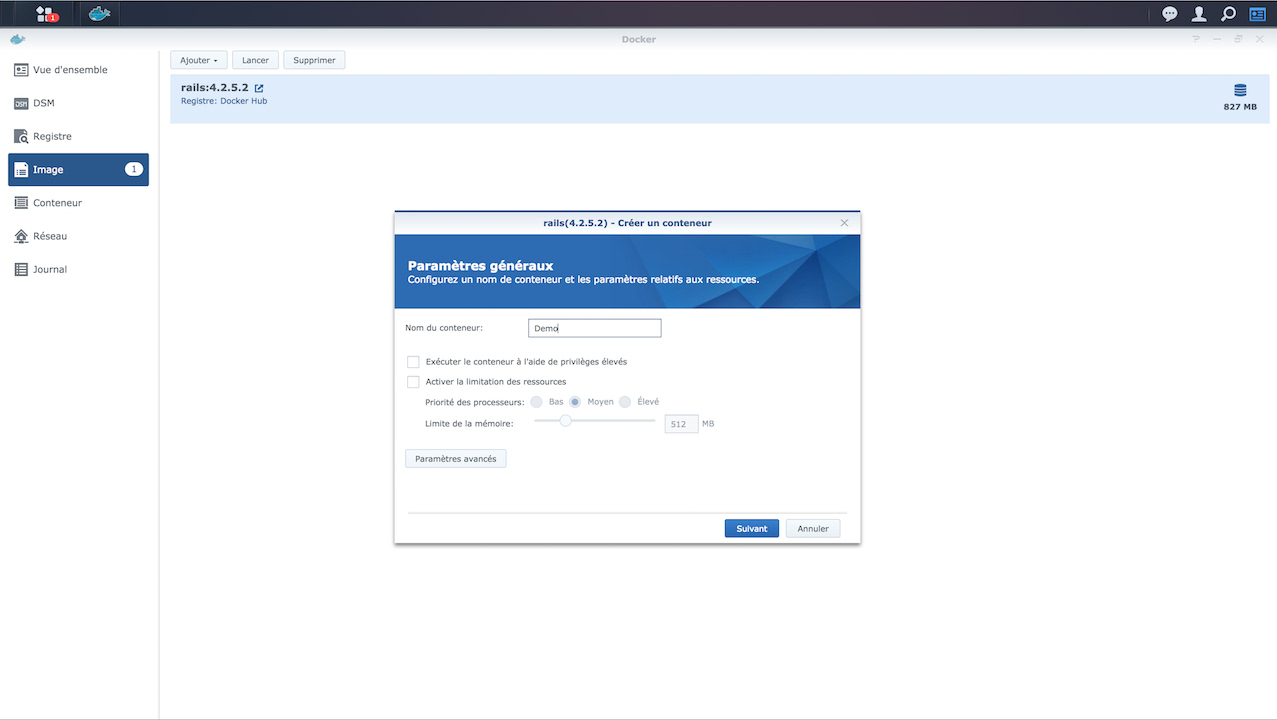 1
Docker
Vue d'ensemble
DSM
DSM
Registre
Image
1
Conteneur
Réseau
Journal
Ajouter
Lancer
Supprimer
rails:4.2.5.2
Registre: Docker Hub
827 MB
rails(4.2.5.2) - Créer un conteneur
Paramètres généraux
Configurez un nom de conteneur et les paramètres relatifs aux ressources.
Nom du conteneur: Demo
Exécuter le conteneur à l'aide de privilèges élevés
Activer la limitation des ressources
Priorité des processeurs: Bas Moyen Élevé
Limite de la mémoire: 512 MB
Paramètres avancés
Suivant Annuler